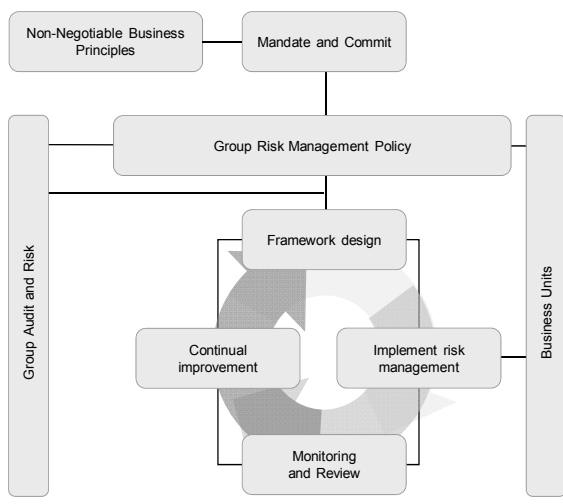 Non-Negotiable Business
Principles
Mandate and Commit
Group Risk Management Policy
Group Audit and Risk
Business Units
Framework design
Continual
improvement
Implement risk
management
Monitoring
and Review